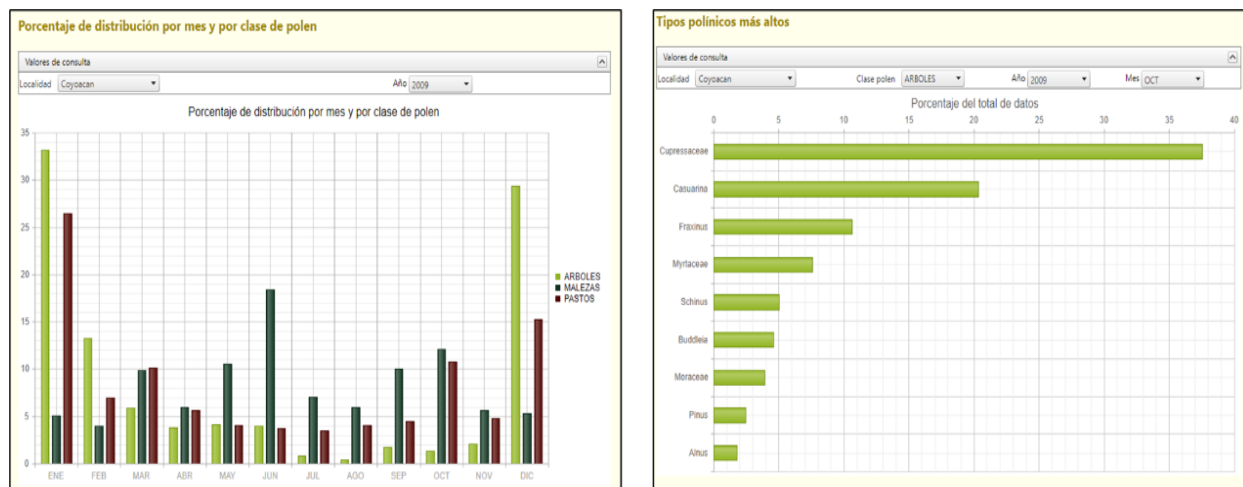 Porcentaje de distribución por mes y por clase de polen
Valores de consulta
Localidad Coyoacan Año 2009
Porcentaje de distribución por mes y por clase de polen
35
30
25
20
15
10
5
0
ENE FEB MAR ABR MAY JUN JUL AGO SEP OCT NOV DIC
ARBOLES
MALEZAS
PASTOS
Tipos polínicos más altos
Valores de consulta
Localidad Coyoacan Clase polen ARBOLES Año 2009 Mes OCT
Porcentaje del total de datos
0 5 10 15 20 25 30 35 40
Cupressaceae
Casuarina
Fraxinus
Myrtaceae
Schinus
Buddleia
Moraceae
Pinus
Alnus